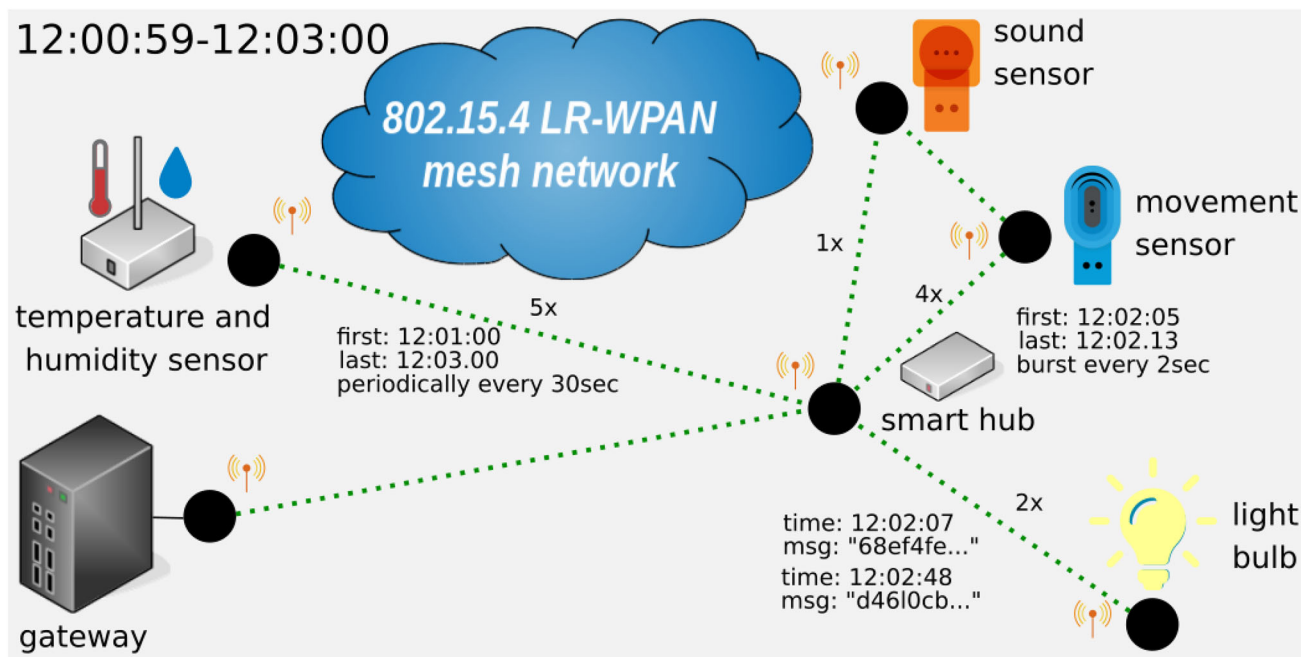 12:00:59-12:03:00
802.15.4 LR-WPAN
mesh network
sound
sensor
movement
sensor
1x
4x
temperature and
humidity sensor
5x
first: 12:01:00
last: 12:03.00
periodically every 30sec
first: 12:02:05
last: 12:02.13
burst every 2sec
smart hub
2x
time: 12:02:07
msg: "68ef4fe..."
time: 12:02:48
msg: "d46l0cb..."
light
bulb
gateway